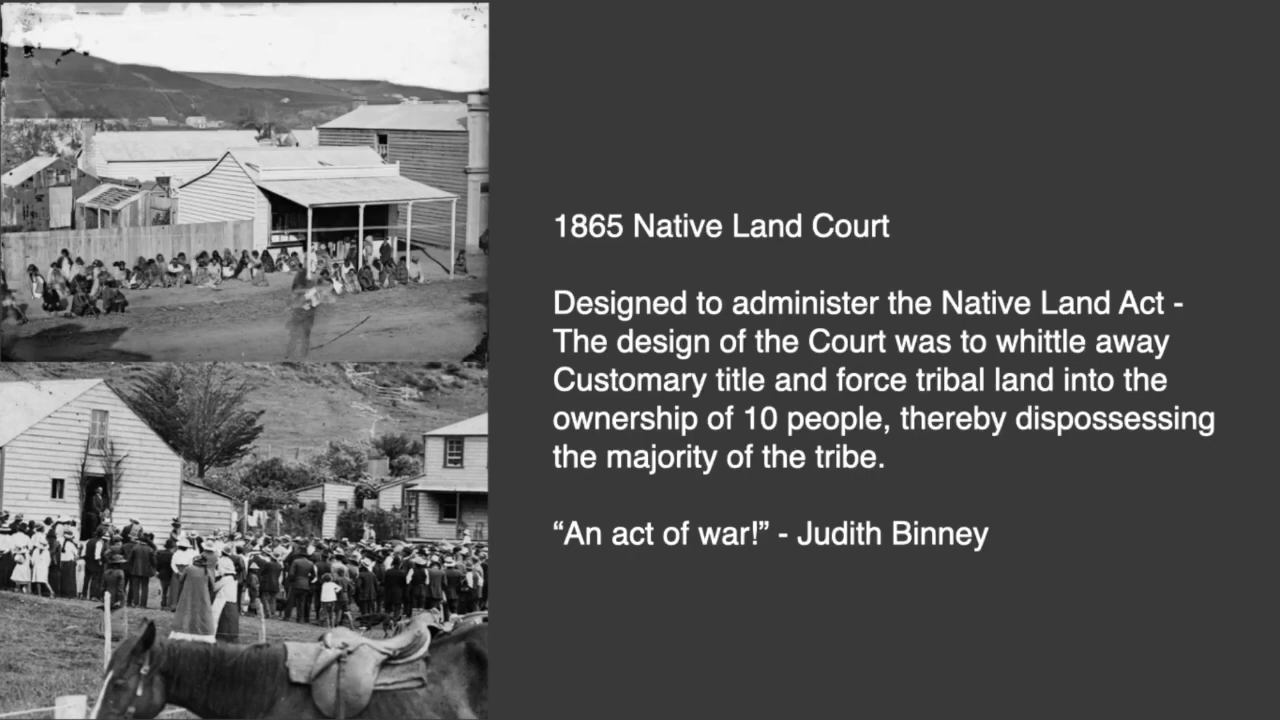 1865 Native Land Court
Designed to administer the Native Land Act -
The design of the Court was to whittle away
Customary title and force tribal land into the
ownership of 10 people, thereby dispossessing
the majority of the tribe.
“An act of war!” - Judith Binney